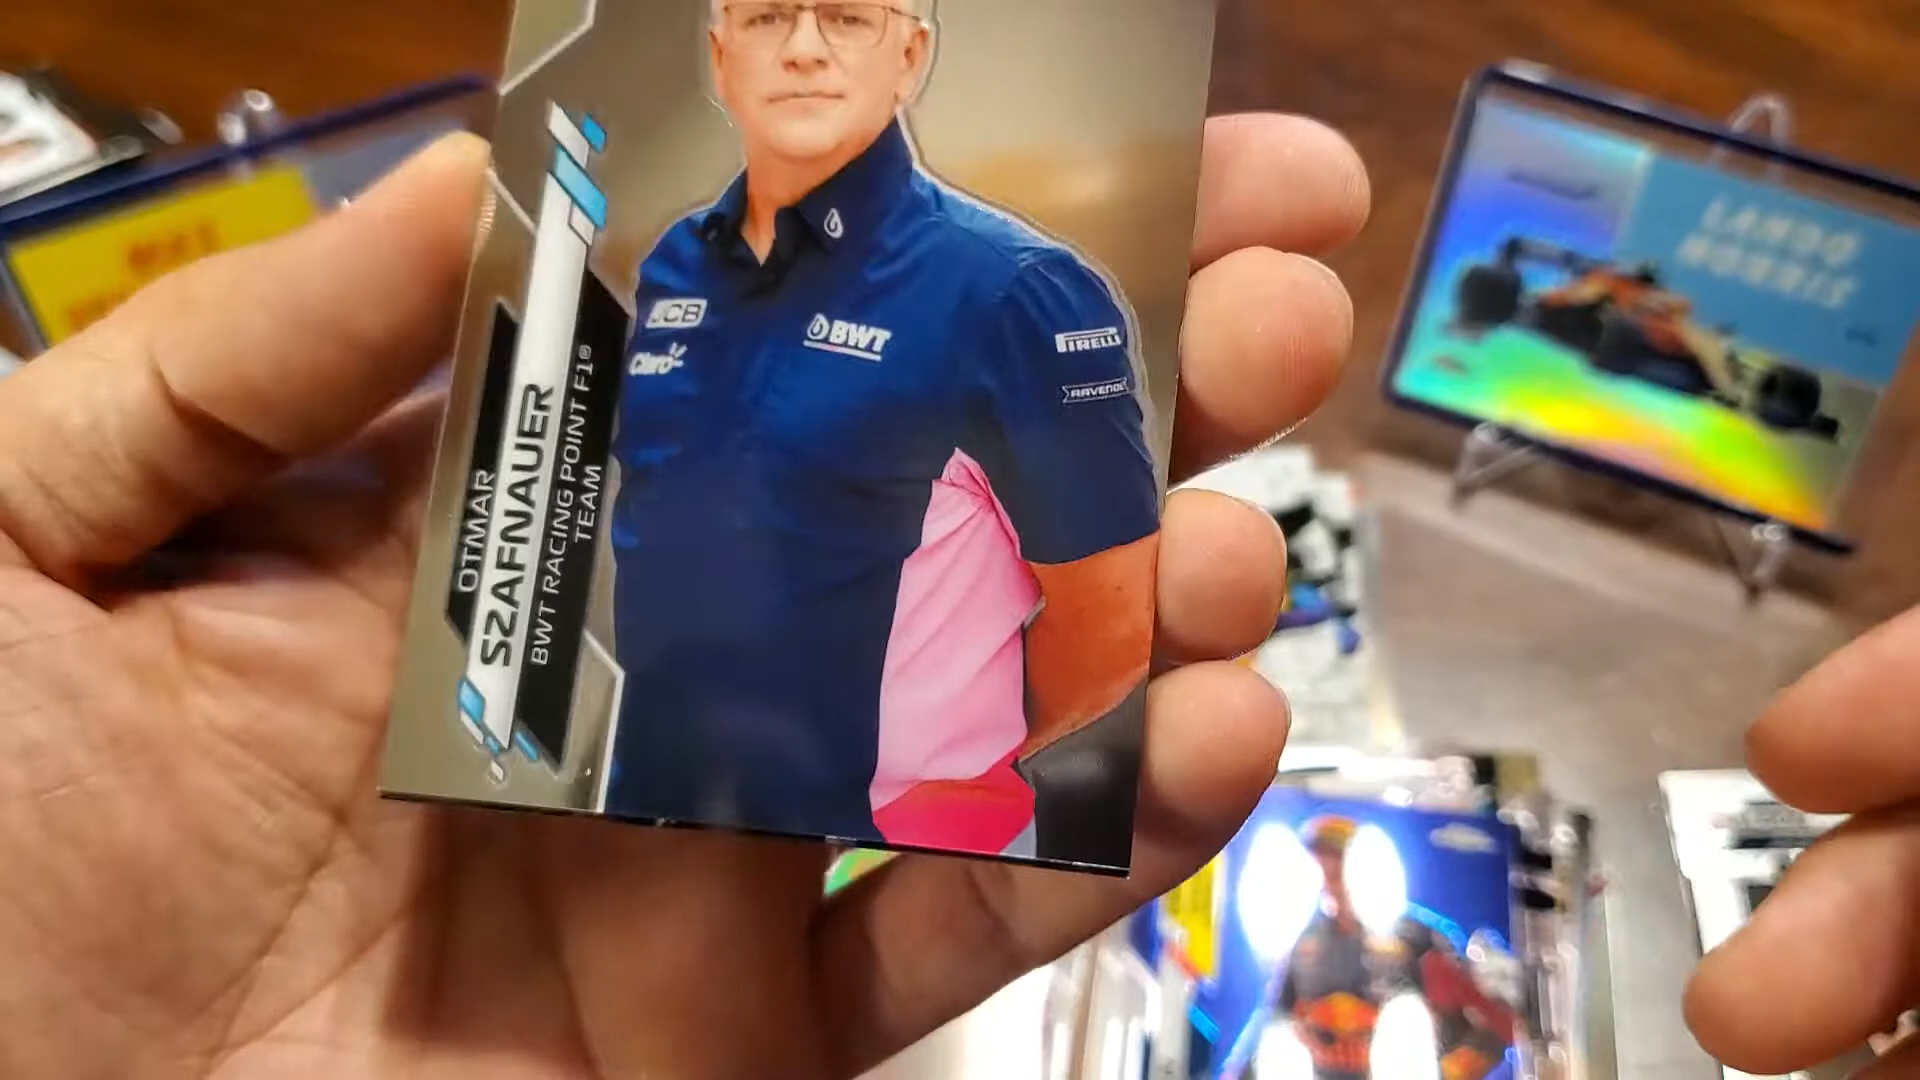 OTMAR
SZAFNAUER
BWT RACING POINT F1®
TEAM
JCB
Claro
BWT
PIRELLI
RAVENOL
LANDO
NORRIS